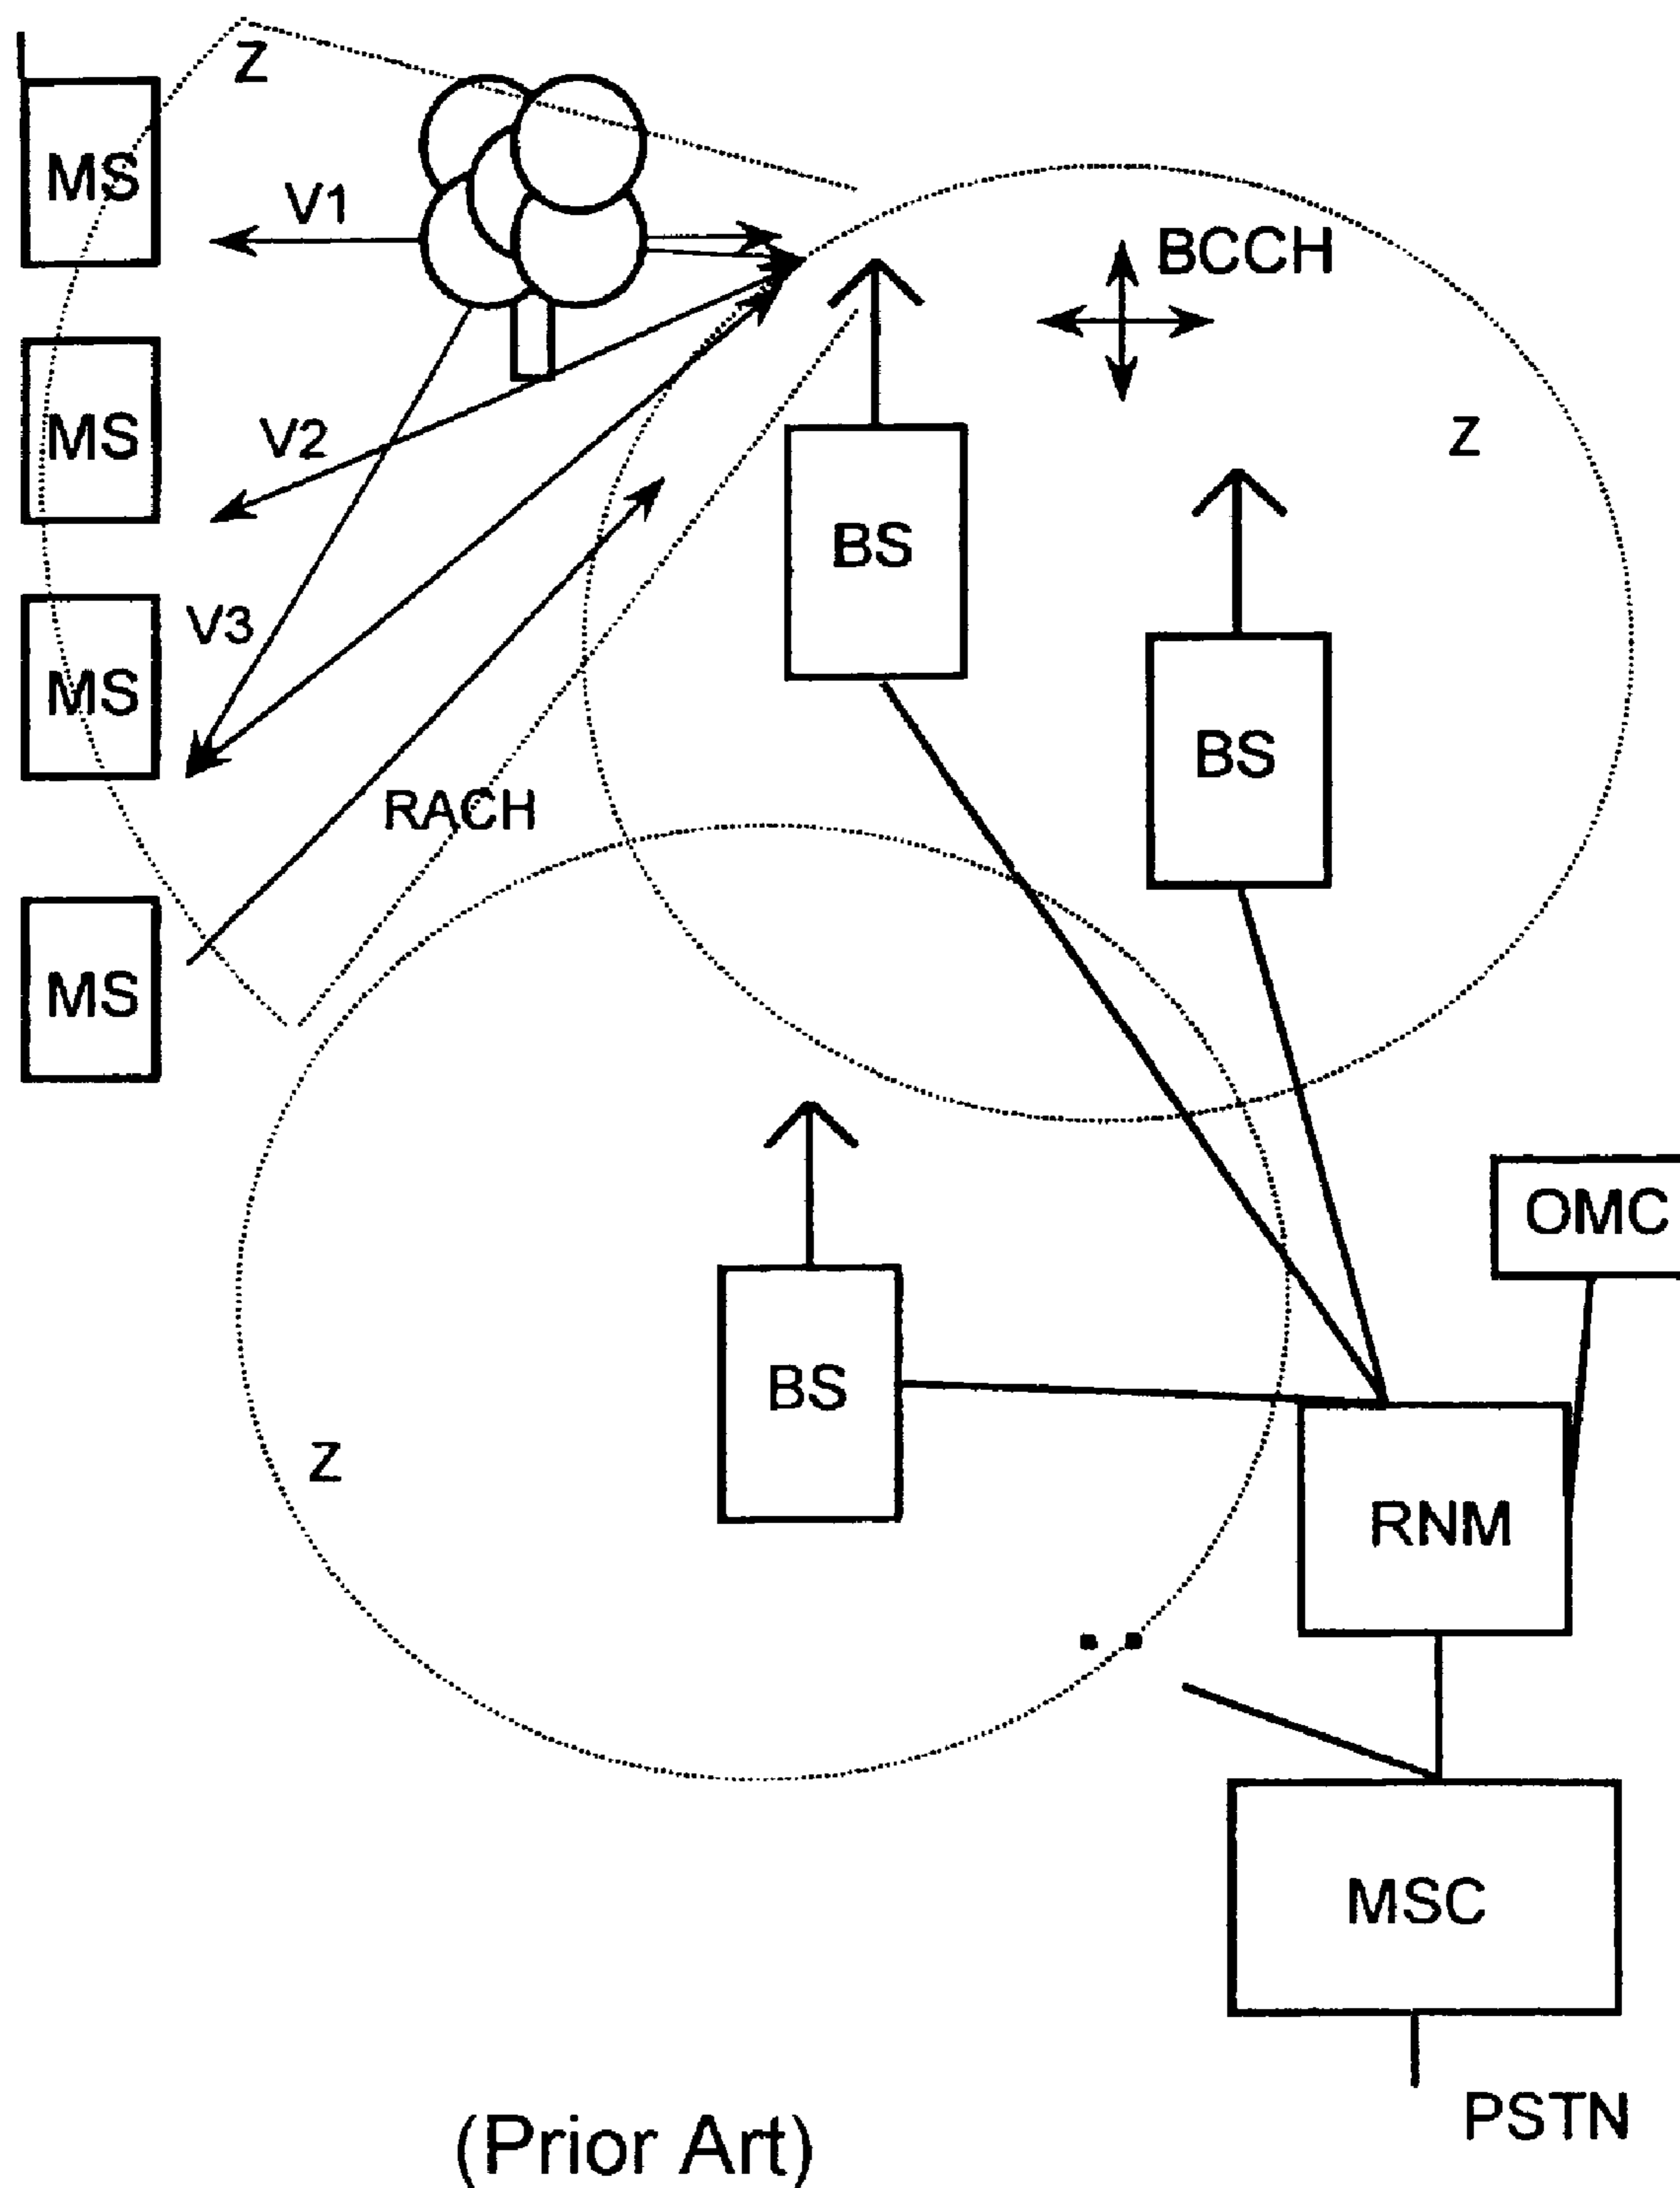 Z
MS
V1
BCCH
MS
V2
Z
BS
V3
MS
BS
RACH
MS
OMC
BS
Z
RNM
MSC
PSTN
(Prior Art)